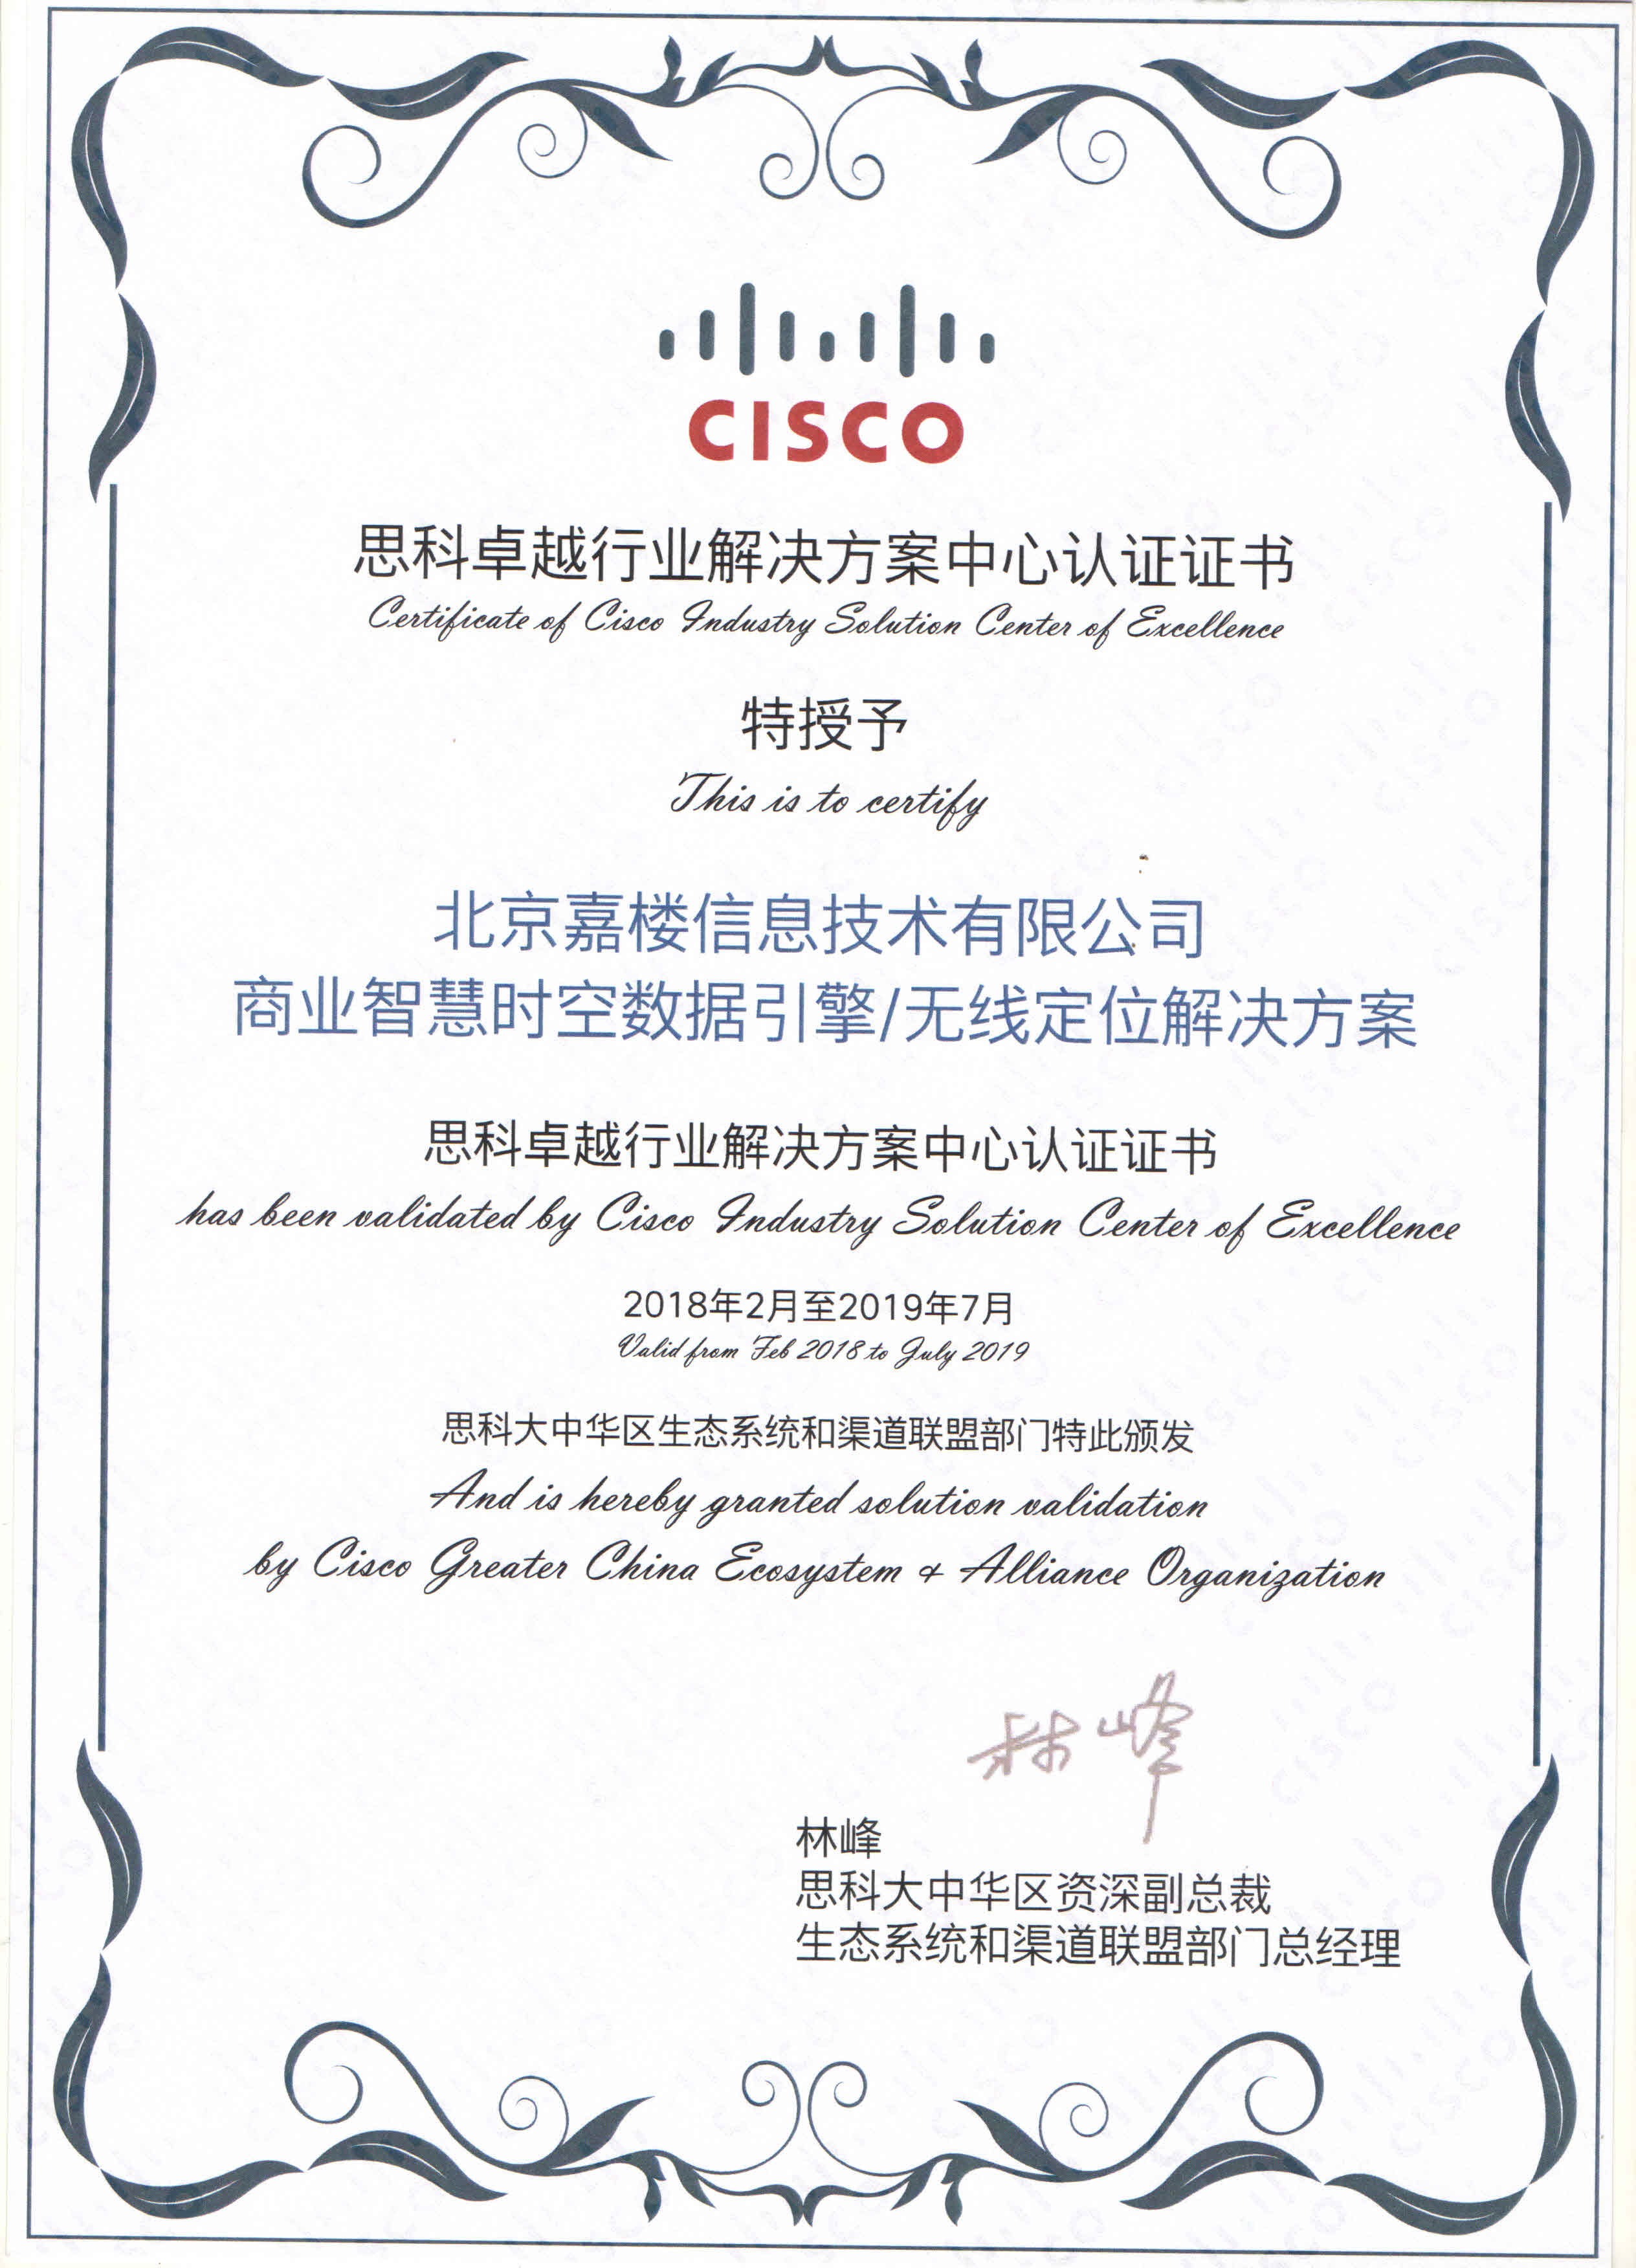 CISCO
思科卓越行业解决方案中心认证证书
Certificate of Cisco Industry Solution Center of Excellence
特授予
This is to certify
北京嘉楼信息技术有限公司
商业智慧时空数据引擎/无线定位解决方案
思科卓越行业解决方案中心认证证书
has been validated by Cisco Industry Solution Center of Excellence
2018年2月至2019年7月
Valid from Feb 2018 to July 2019
思科大中华区生态系统和渠道联盟部门特此颁发
And is hereby granted solution validation
by Cisco Greater China Ecosystem & Alliance Organization
林峰
林峰
思科大中华区资深副总裁
生态系统和渠道联盟部门总经理